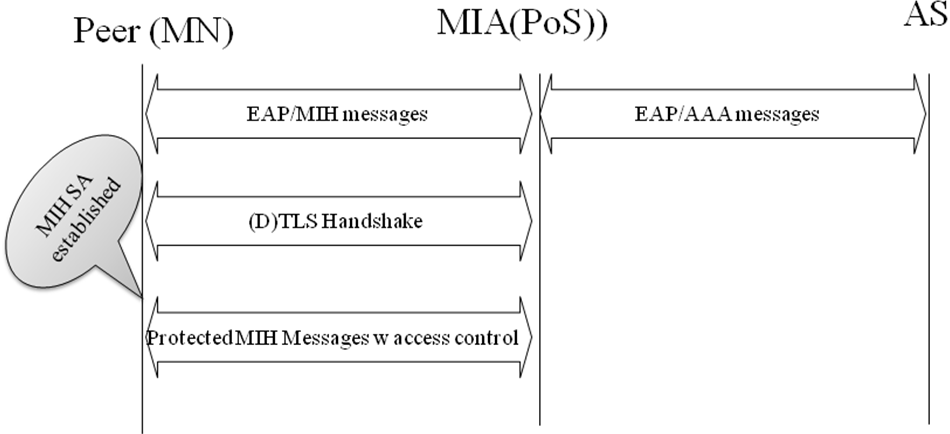 Peer (MN)
MIA(PoS))
AS
EAP/MIH messages
EAP/AAA messages
MIH SA
established
(D)TLS Handshake
Protected MIH Messages w access control